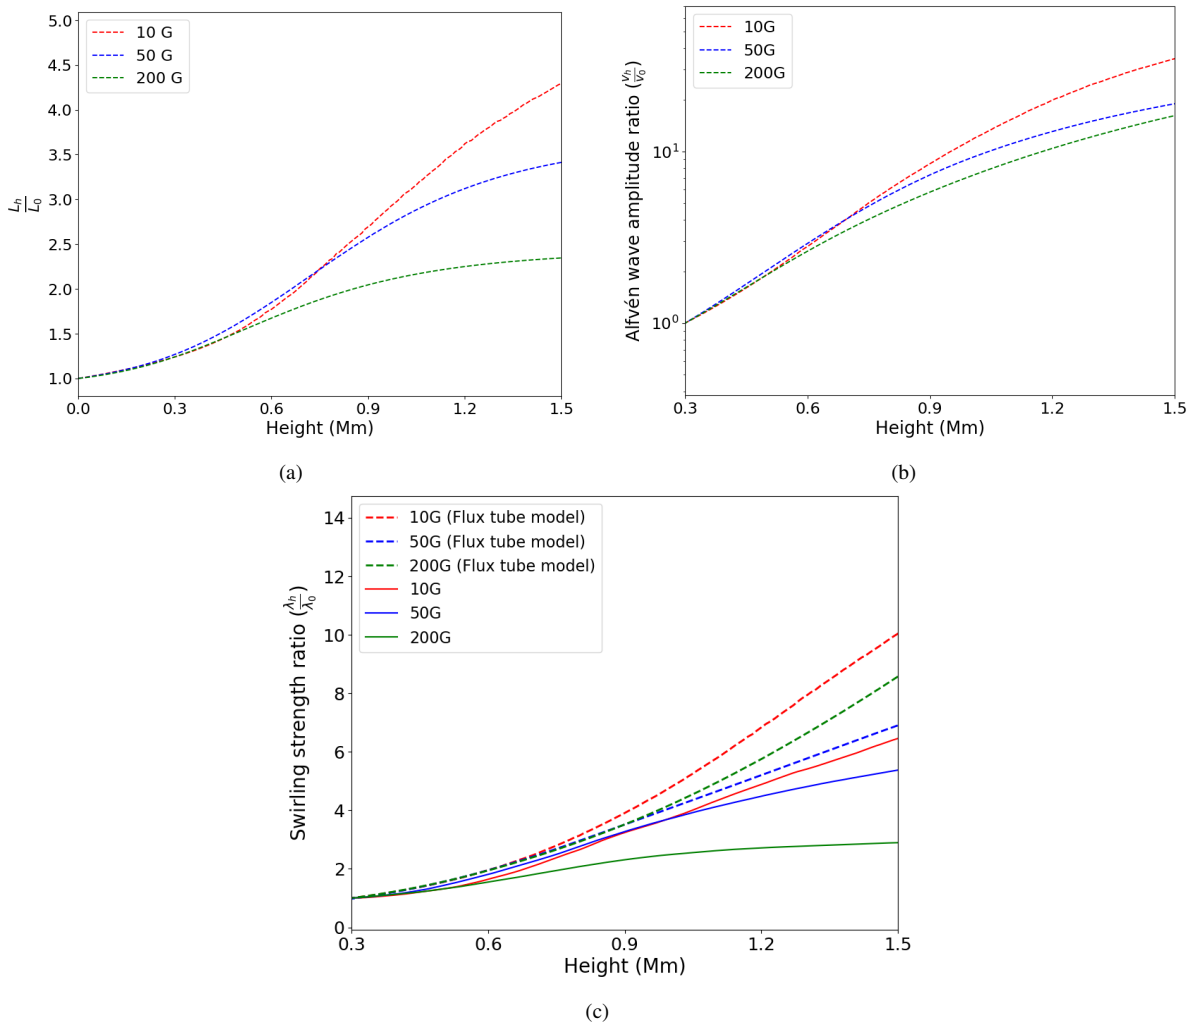 5.0
4.5
4.0
3.5
3.0
2.5
2.0
1.5
1.0
L_h/L_0
10 G
50 G
200 G
0.0 0.3 0.6 0.9 1.2 1.5
Height (Mm)
(a)
Alfvén wave amplitude ratio (v_h/v_0)
10^1
10^0
10G
50G
200G
0.3 0.6 0.9 1.2 1.5
Height (Mm)
(b)
Swirling strength ratio (λ_h/λ_0)
14
12
10
8
6
4
2
0
10G (Flux tube model)
50G (Flux tube model)
200G (Flux tube model)
10G
50G
200G
0.3 0.6 0.9 1.2 1.5
Height (Mm)
(c)